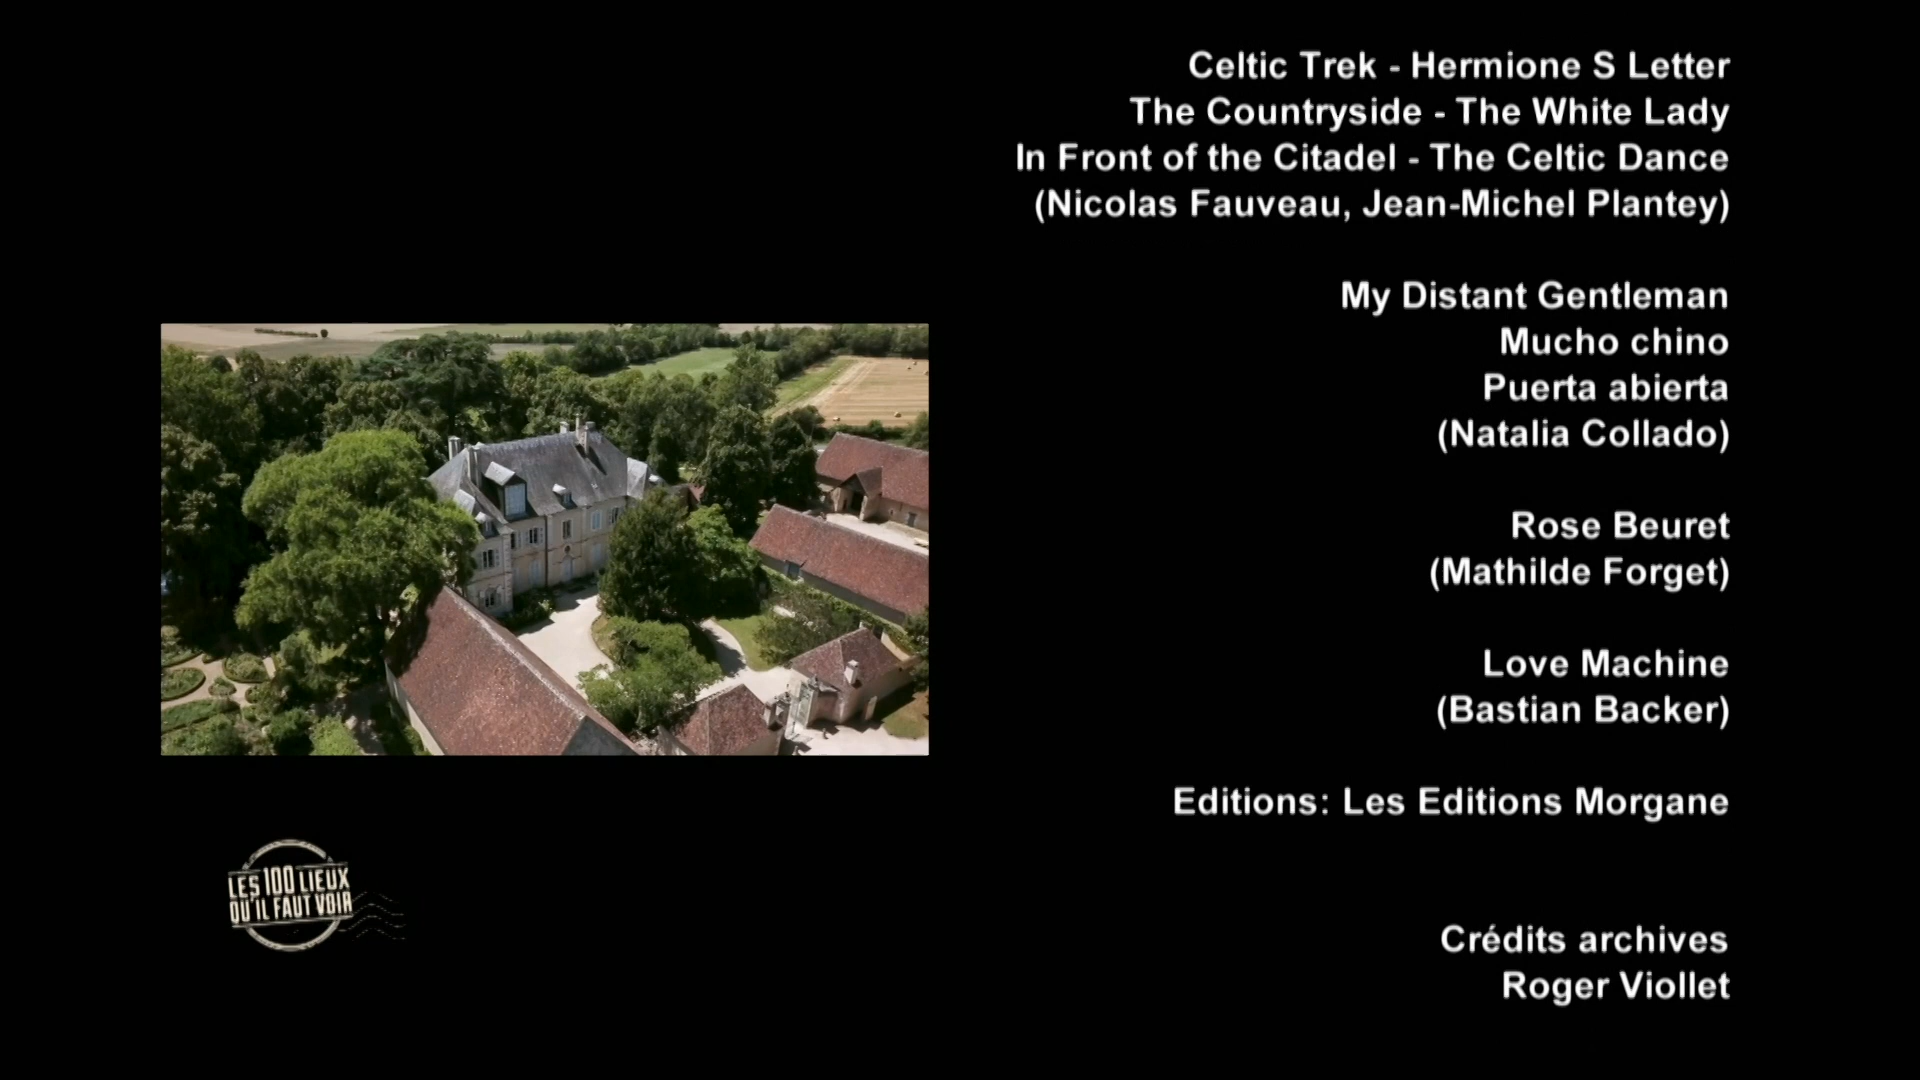 Celtic Trek - Hermione S Letter
The Countryside - The White Lady
In Front of the Citadel - The Celtic Dance
(Nicolas Fauveau, Jean-Michel Plantey)
My Distant Gentleman
Mucho chino
Puerta abierta
(Natalia Collado)
Rose Beuret
(Mathilde Forget)
Love Machine
(Bastian Backer)
Editions: Les Editions Morgane
Crédits archives
Roger Viollet
LES 100 LIEUX
QU'IL FAUT VOIR